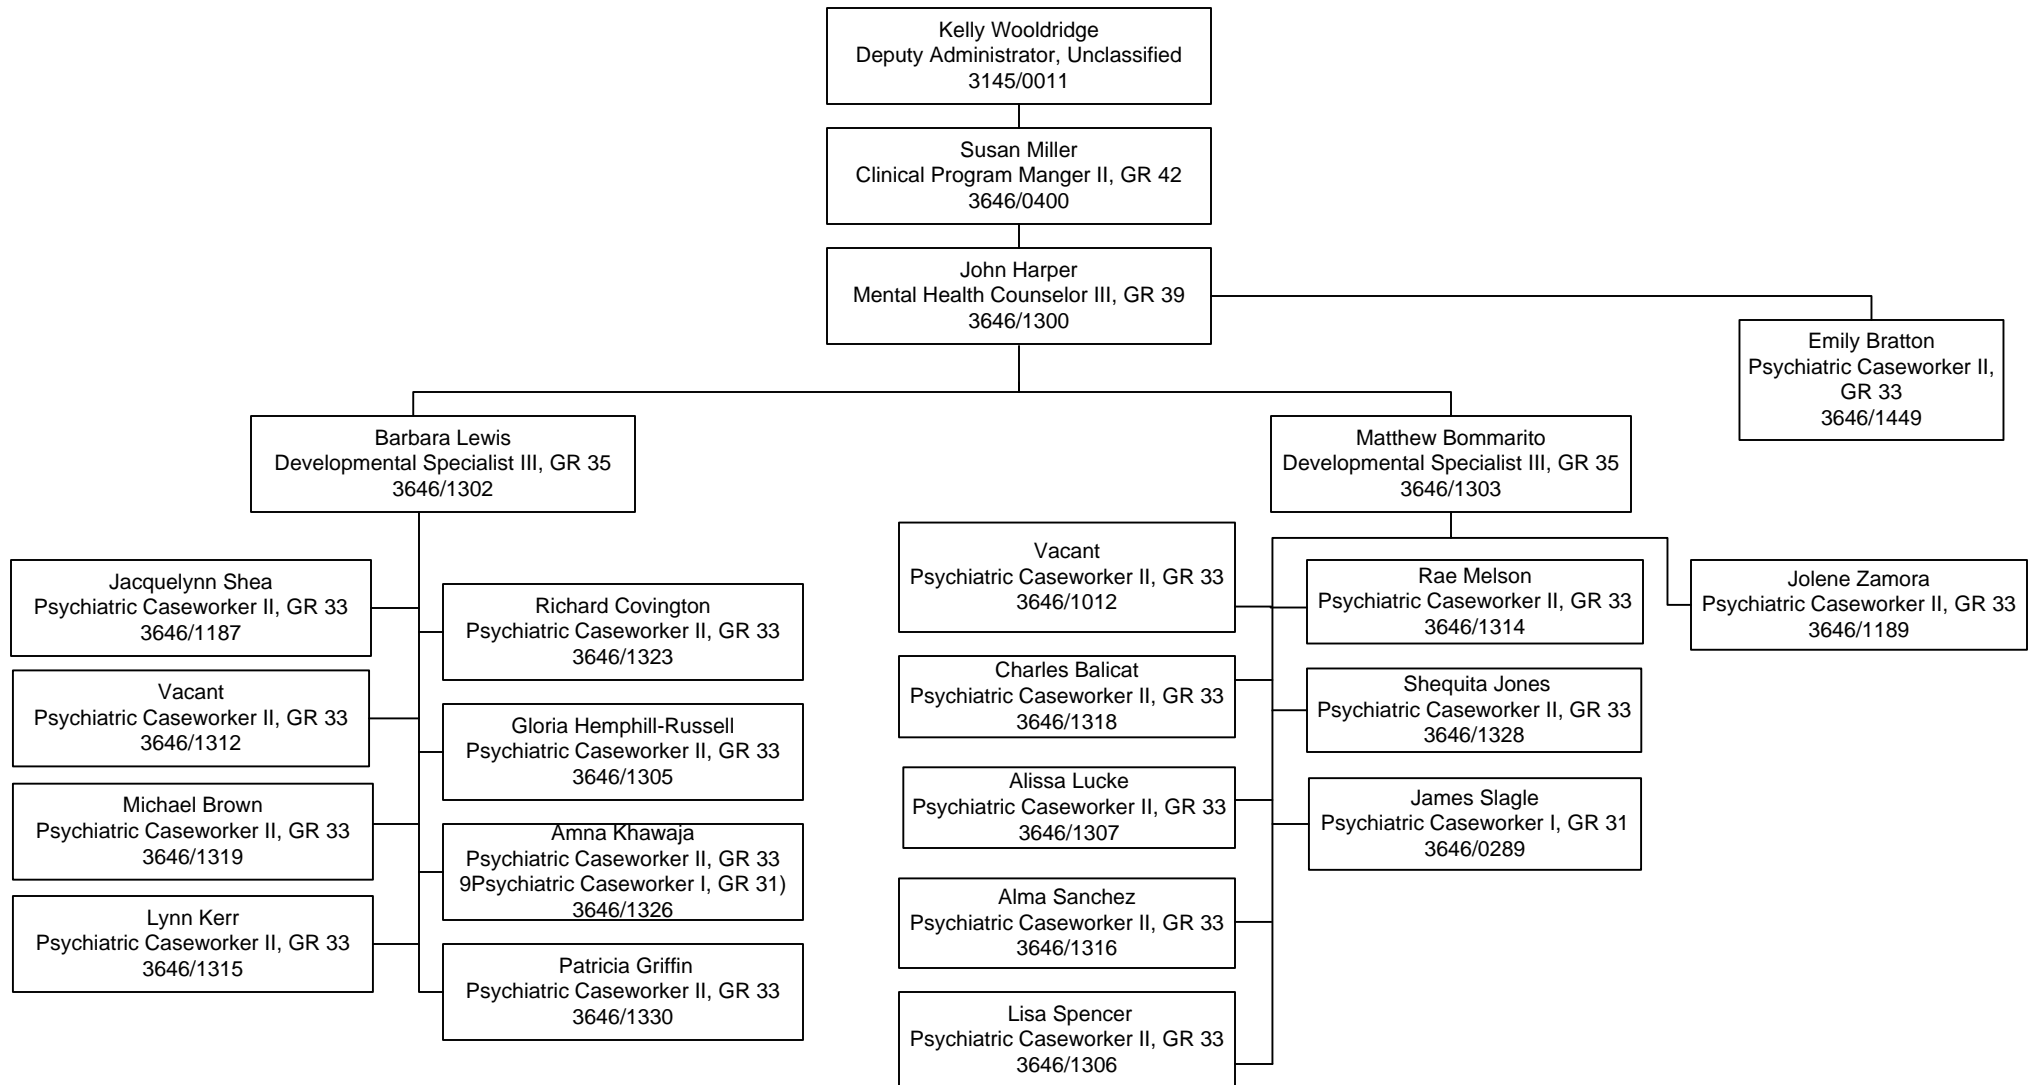 Kelly Wooldridge
Deputy Administrator, Unclassified
3145/0011
Susan Miller
Clinical Program Manger II, GR 42
3646/0400
John Harper
Mental Health Counselor III, GR 39
3646/1300
Emily Bratton
Psychiatric Caseworker II,
GR 33
3646/1449
Barbara Lewis
Developmental Specialist III, GR 35
3646/1302
Matthew Bommarito
Developmental Specialist III, GR 35
3646/1303
Jacquelynn Shea
Psychiatric Caseworker II, GR 33
3646/1187
Vacant
Psychiatric Caseworker II, GR 33
3646/1312
Michael Brown
Psychiatric Caseworker II, GR 33
3646/1319
Lynn Kerr
Psychiatric Caseworker II, GR 33
3646/1315
Richard Covington
Psychiatric Caseworker II, GR 33
3646/1323
Gloria Hemphill-Russell
Psychiatric Caseworker II, GR 33
3646/1305
Amna Khawaja
Psychiatric Caseworker II, GR 33
9Psychiatric Caseworker I, GR 31)
3646/1326
Patricia Griffin
Psychiatric Caseworker II, GR 33
3646/1330
Vacant
Psychiatric Caseworker II, GR 33
3646/1012
Charles Balicat
Psychiatric Caseworker II, GR 33
3646/1318
Alissa Lucke
Psychiatric Caseworker II, GR 33
3646/1307
Alma Sanchez
Psychiatric Caseworker II, GR 33
3646/1316
Lisa Spencer
Psychiatric Caseworker II, GR 33
3646/1306
Rae Melson
Psychiatric Caseworker II, GR 33
3646/1314
Shequita Jones
Psychiatric Caseworker II, GR 33
3646/1328
James Slagle
Psychiatric Caseworker I, GR 31
3646/0289
Jolene Zamora
Psychiatric Caseworker II, GR 33
3646/1189